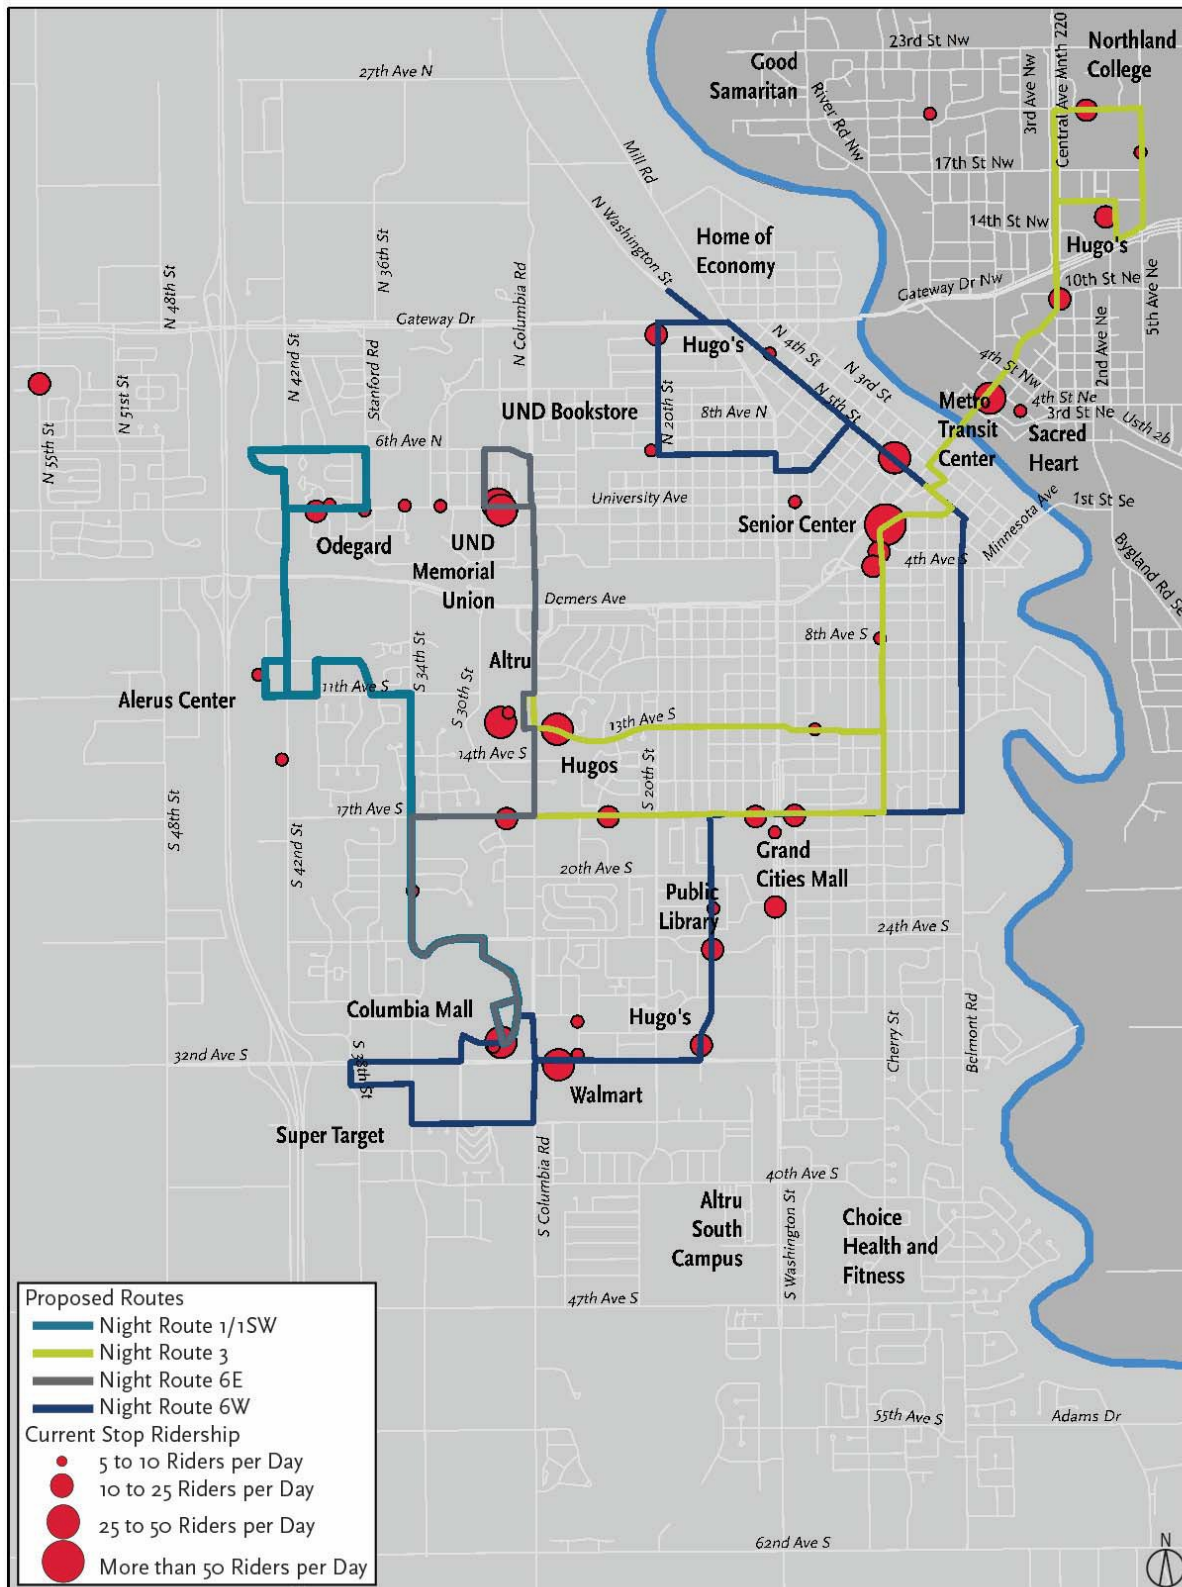 23rd St Nw
Northland
College
Good
Samaritan
27th Ave N
3rd Ave Nw
Central Ave Mnth 220
River Rd Nw
Mill Rd
17th St Nw
N Washington St
14th St Nw
Hugo's
Home of
Economy
N 36th St
N 48th St
Gateway Dr Nw
10th St Ne
5th Ave Ne
N Columbia Rd
Gateway Dr
N 42nd St
Stanford Rd
Hugo's
N 4th St
N 3rd St
N 5th St
4th St Nw
2nd Ave Ne
N 51st St
N 55th St
UND Bookstore
N 20th St
8th Ave N
Metro
Transit
Center
4th St Ne
3rd St Ne
Usth 2b
Sacred
Heart
6th Ave N
University Ave
Senior Center
Minnesota Ave
1st St Se
Odegard
UND
Memorial
Union
4th Ave S
Bygland Rd Se
Demers Ave
8th Ave S
S 34th St
Altru
S 30th St
Alerus Center
11th Ave S
13th Ave S
14th Ave S
Hugos
S 20th St
S 48th St
17th Ave S
S 42nd St
20th Ave S
Grand
Cities Mall
Public
Library
24th Ave S
Columbia Mall
Hugo's
Cherry St
Belmont Rd
32nd Ave S
S 38th St
Walmart
Super Target
S Columbia Rd
40th Ave S
Altru
South
Campus
S Washington St
Choice
Health and
Fitness
47th Ave S
Proposed Routes
Night Route 1/1SW
Night Route 3
Night Route 6E
Night Route 6W
Current Stop Ridership
5 to 10 Riders per Day
10 to 25 Riders per Day
25 to 50 Riders per Day
More than 50 Riders per Day
55th Ave S
Adams Dr
62nd Ave S
N